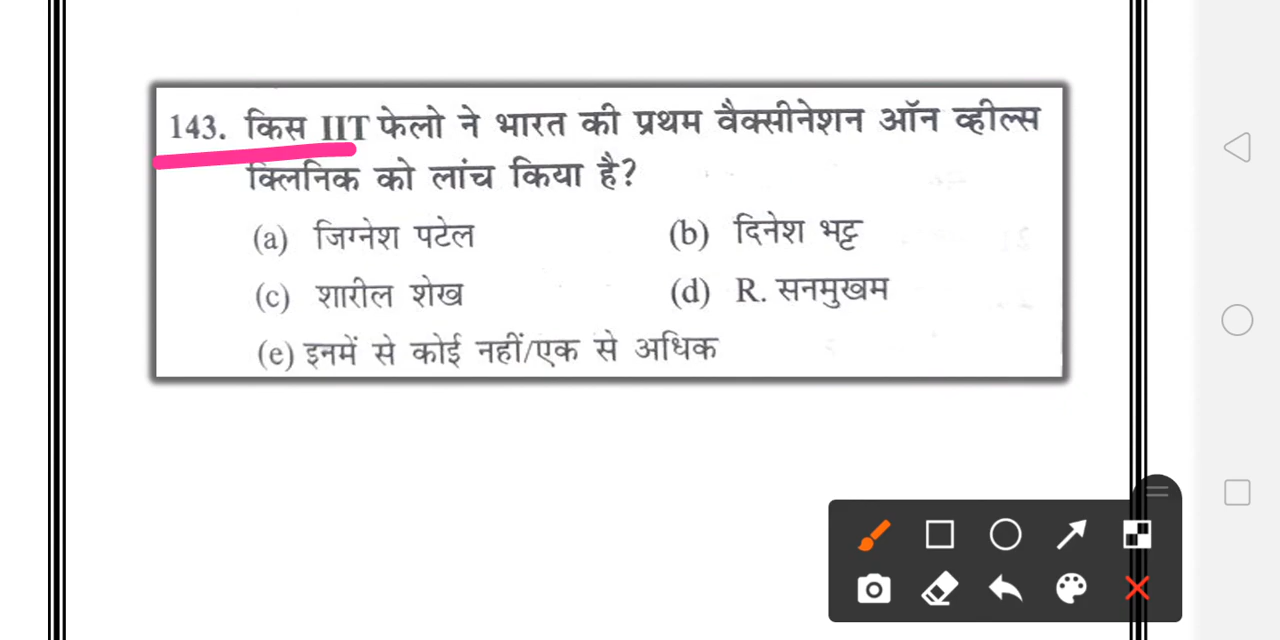 143. किस IIT फेलो ने भारत की प्रथम वैक्सीनेशन ऑन व्हील्स
क्लिनिक को लांच किया है?
(a) जिग्नेश पटेल (b) दिनेश भट्ट
(c) शारील शेख (d) R. सनमुखम
(e) इनमें से कोई नहीं/एक से अधिक